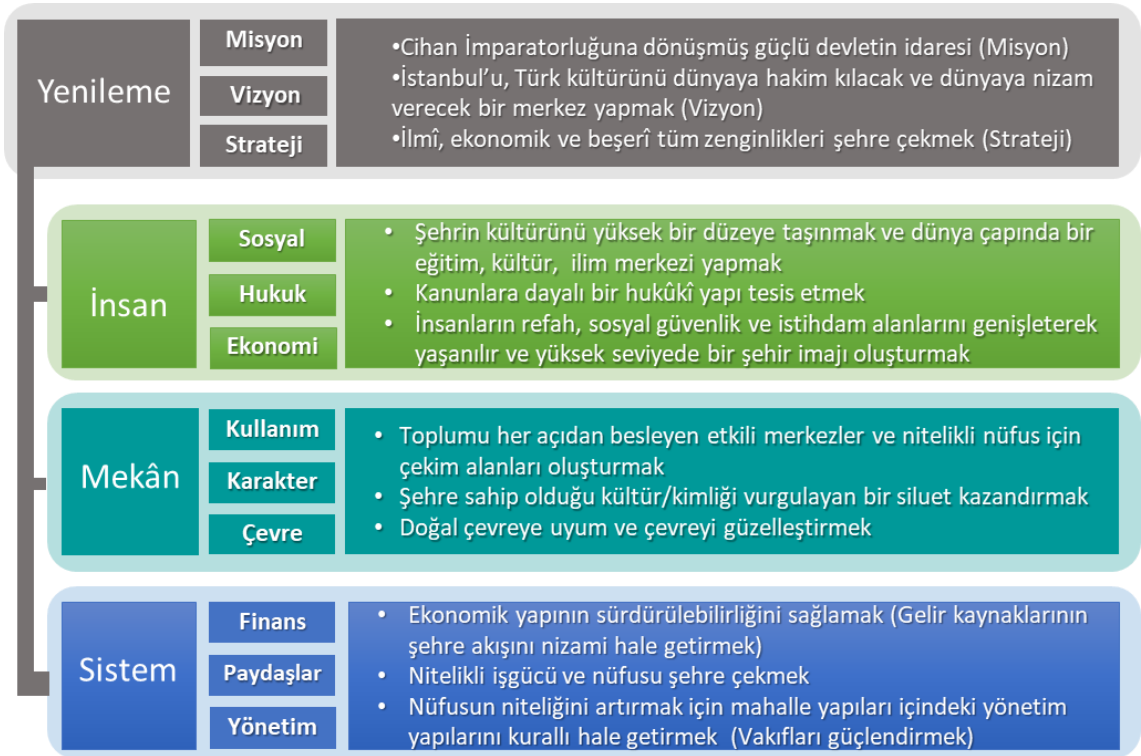 Yenileme
Misyon
Vizyon
Strateji
•Cihan İmparatorluğuna dönüşmüş güçlü devletin idaresi (Misyon)
•İstanbul'u, Türk kültürünü dünyaya hakim kılacak ve dünyaya nizam
verecek bir merkez yapmak (Vizyon)
•İlmî, ekonomik ve beşerî tüm zenginlikleri şehre çekmek (Strateji)
İnsan
Sosyal
Hukuk
Ekonomi
• Şehrin kültürünü yüksek bir düzeye taşınmak ve dünya çapında bir
eğitim, kültür, ilim merkezi yapmak
• Kanunlara dayalı bir hukûkî yapı tesis etmek
• İnsanların refah, sosyal güvenlik ve istihdam alanlarını genişleterek
yaşanılır ve yüksek seviyede bir şehir imajı oluşturmak
Mekân
Kullanım
Karakter
Çevre
• Toplumu her açıdan besleyen etkili merkezler ve nitelikli nüfus için
çekim alanları oluşturmak
• Şehre sahip olduğu kültür/kimliği vurgulayan bir siluet kazandırmak
• Doğal çevreye uyum ve çevreyi güzelleştirmek
Sistem
Finans
Paydaşlar
Yönetim
• Ekonomik yapının sürdürülebilirliğini sağlamak (Gelir kaynaklarının
şehre akışını nizami hale getirmek)
• Nitelikli işgücü ve nüfusu şehre çekmek
• Nüfusun niteliğini artırmak için mahalle yapıları içindeki yönetim
yapılarını kurallı hale getirmek (Vakıfları güçlendirmek)